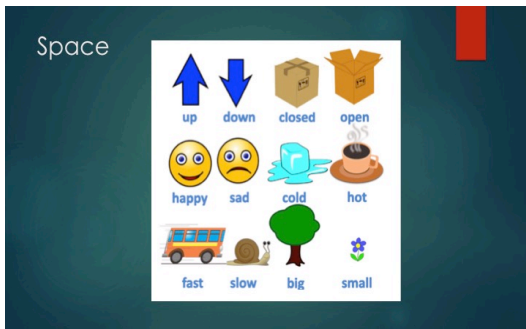 Space
up down closed open
happy sad cold hot
fast slow big small